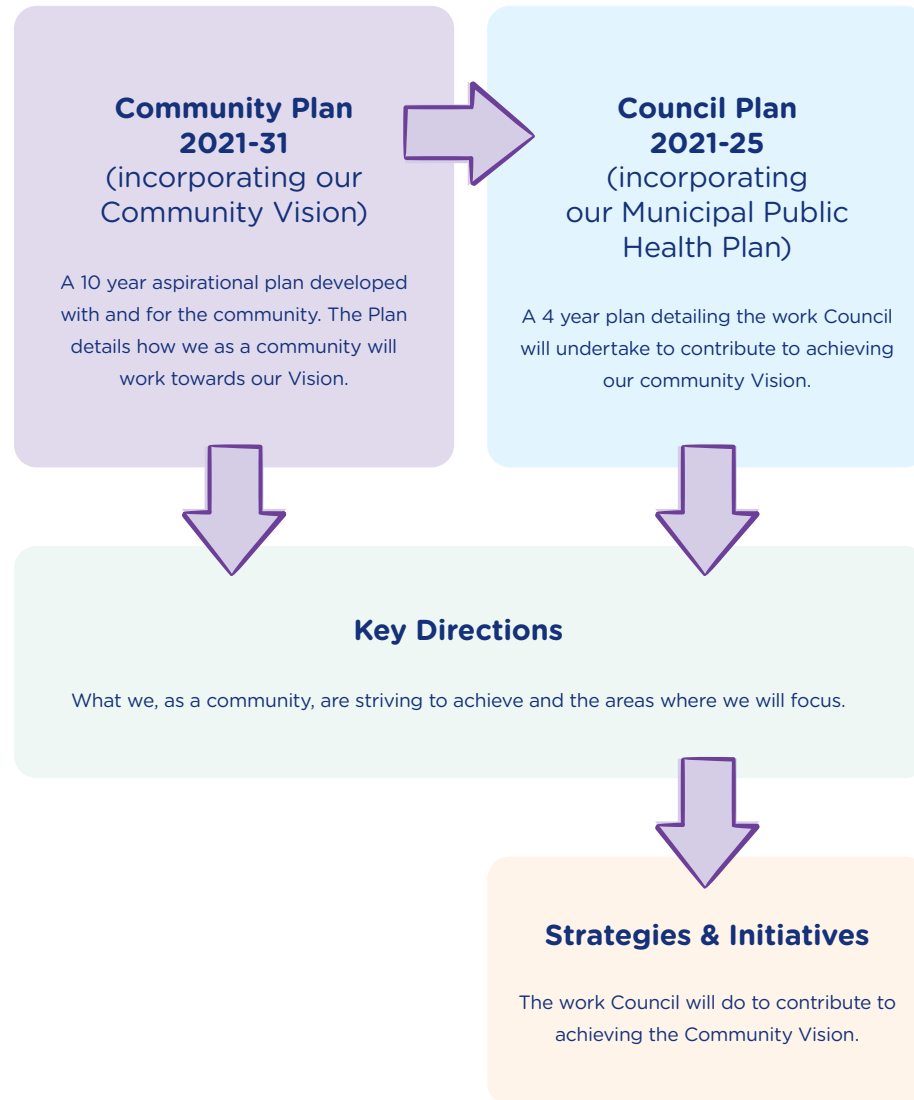 Community Plan
2021-31
(incorporating our
Community Vision)
A 10 year aspirational plan developed
with and for the community. The Plan
details how we as a community will
work towards our Vision.
Council Plan
2021-25
(incorporating
our Municipal Public
Health Plan)
A 4 year plan detailing the work Council
will undertake to contribute to achieving
our community Vision.
Key Directions
What we, as a community, are striving to achieve and the areas where we will focus.
Strategies & Initiatives
The work Council will do to contribute to
achieving the Community Vision.